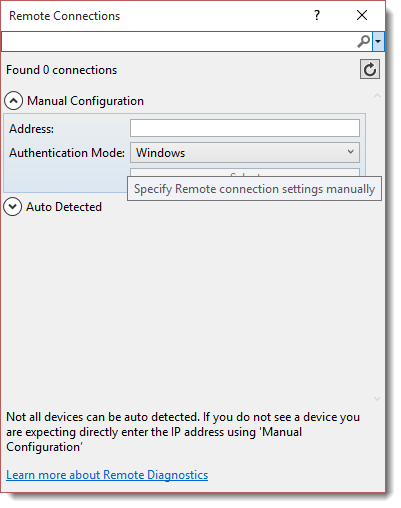 Remote Connections
?
Found 0 connections
Manual Configuration
Address:
Authentication Mode: Windows
Specify Remote connection settings manually
Auto Detected
Not all devices can be auto detected. If you do not see a device you
are expecting directly enter the IP address using 'Manual
Configuration'
Learn more about Remote Diagnostics